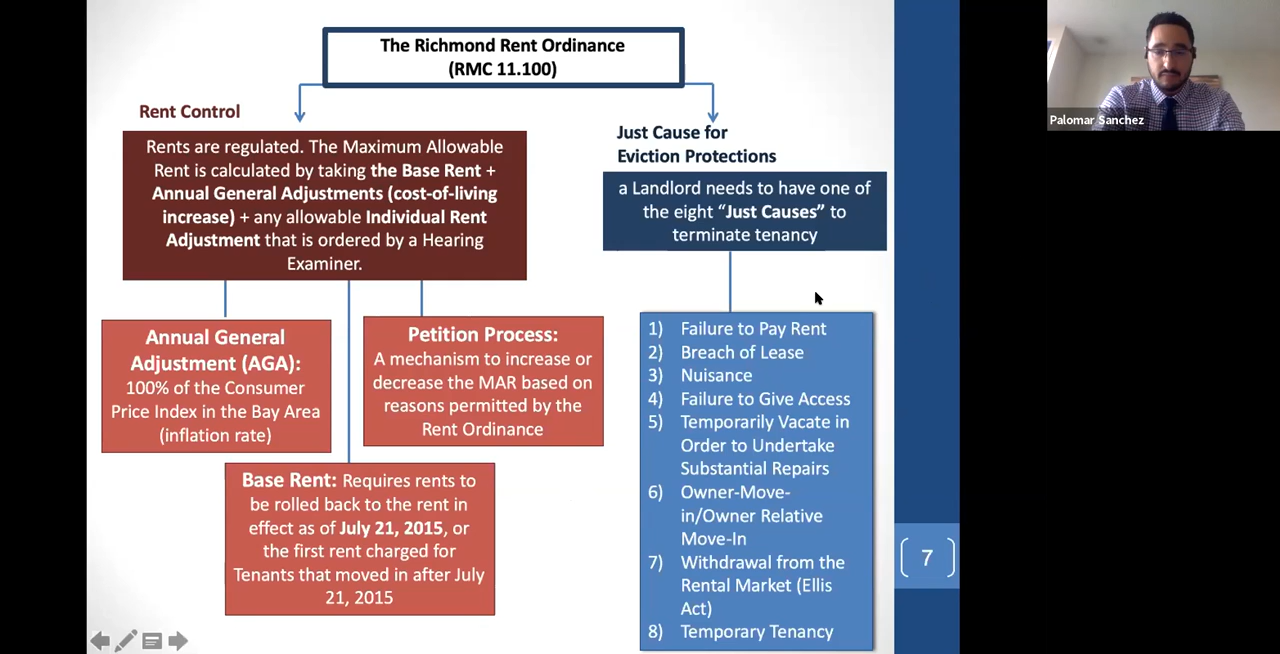 The Richmond Rent Ordinance
(RMC 11.100)
Rent Control
Rents are regulated. The Maximum Allowable
Rent is calculated by taking the Base Rent +
Annual General Adjustments (cost-of-living
increase) + any allowable Individual Rent
Adjustment that is ordered by a Hearing
Examiner.
Annual General
Adjustment (AGA):
100% of the Consumer
Price Index in the Bay Area
(inflation rate)
Petition Process:
A mechanism to increase or
decrease the MAR based on
reasons permitted by the
Rent Ordinance
Base Rent: Requires rents to
be rolled back to the rent in
effect as of July 21, 2015, or
the first rent charged for
Tenants that moved in after July
21, 2015
Just Cause for
Eviction Protections
a Landlord needs to have one of
the eight “Just Causes” to
terminate tenancy
1) Failure to Pay Rent
2) Breach of Lease
3) Nuisance
4) Failure to Give Access
5) Temporarily Vacate in
Order to Undertake
Substantial Repairs
6) Owner-Move-
in/Owner Relative
Move-In
7) Withdrawal from the
Rental Market (Ellis
Act)
8) Temporary Tenancy
7
Palomar Sanchez